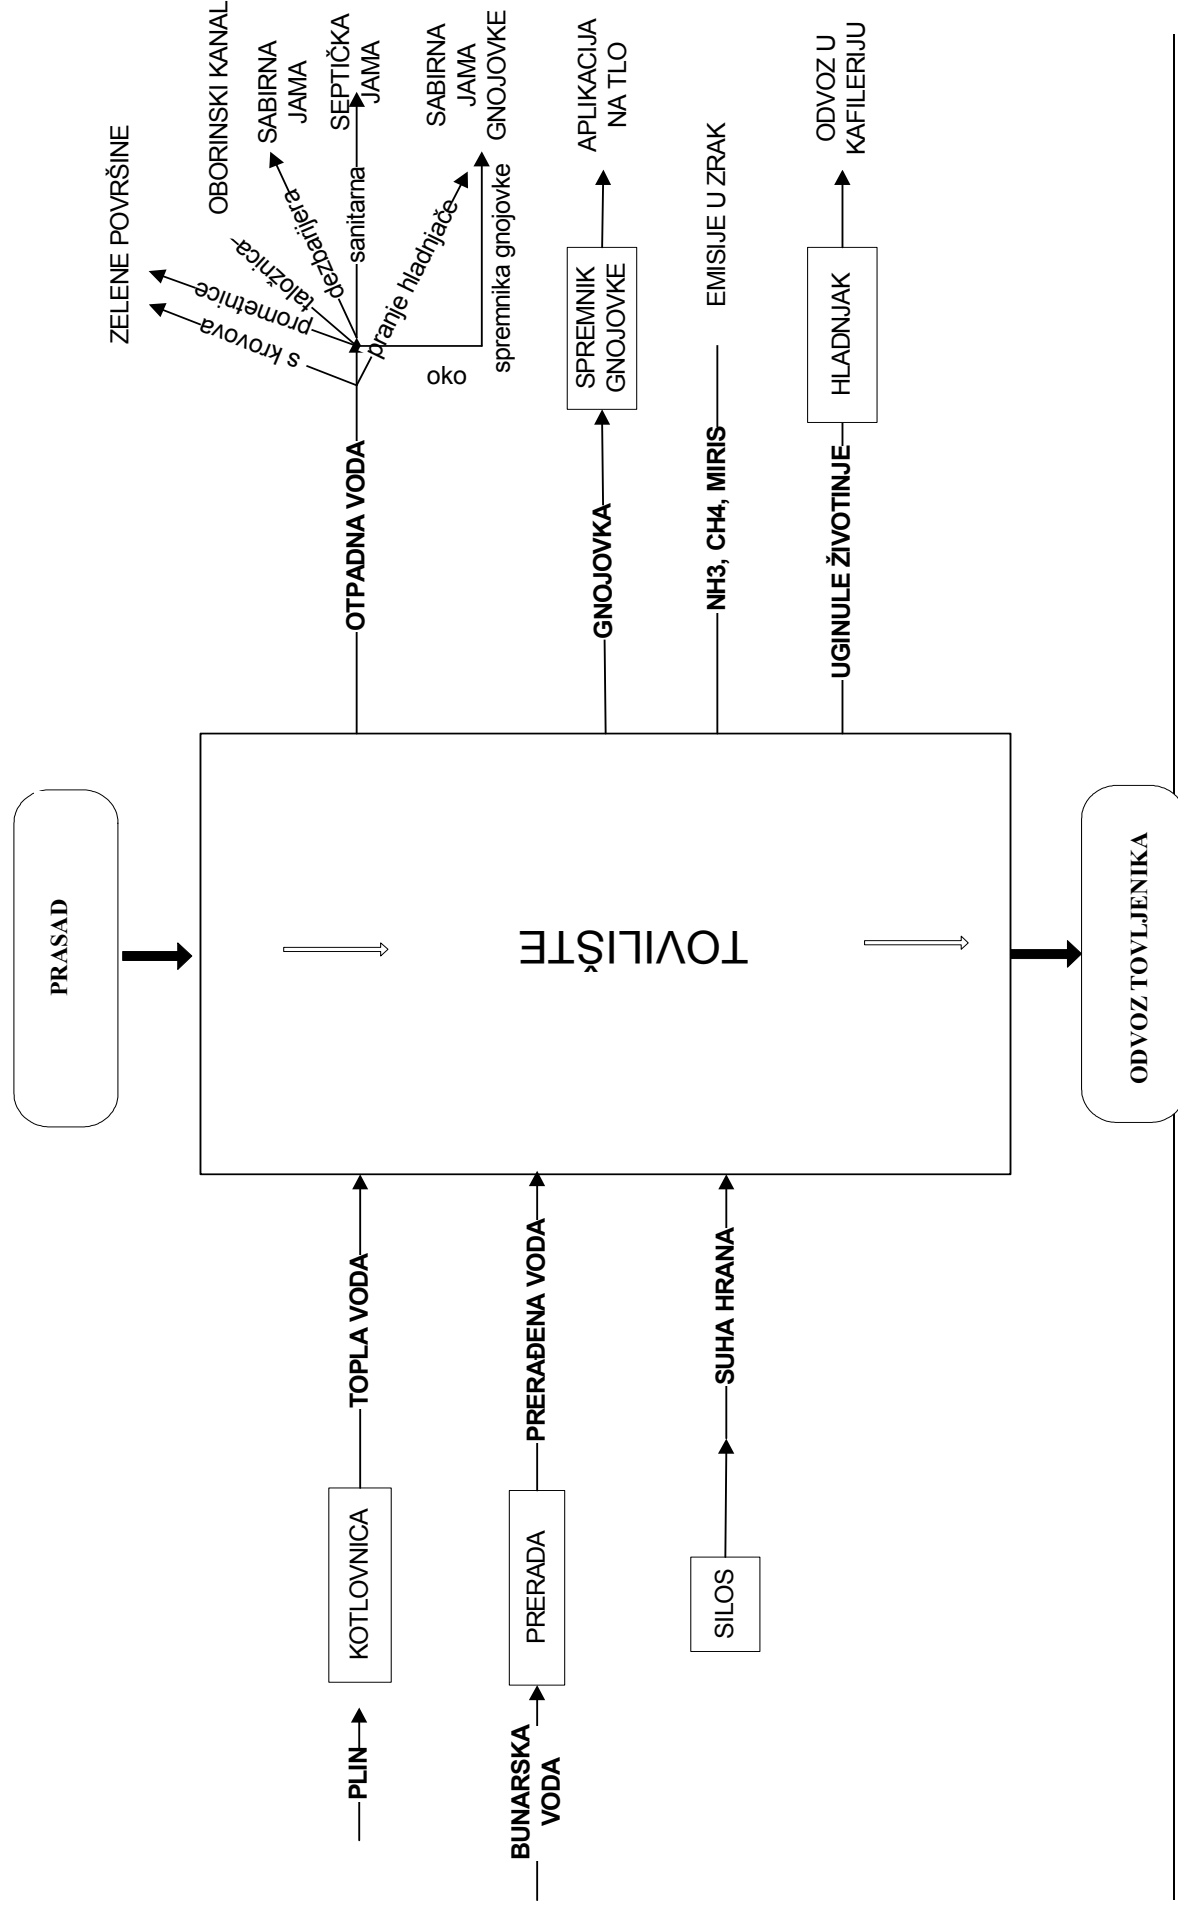 PRASAD
PLIN
KOTLOVNICA
TOPLA VODA
BUNARSKA
VODA
PRERADA
PRERAĐENA VODA
SILOS
SUHA HRANA
TOVILIŠTE
OTPADNA VODA
s krovova
prometnice
ZELENE POVRŠINE
taložnica
OBORINSKI KANAL
dezbarijera
SABIRNA
JAMA
sanitarna
SEPTIČKA
JAMA
pranje hladnjače
SABIRNA
JAMA
GNOJOVKE
oko
spremnika gnojovke
GNOJOVKA
SPREMNIK
GNOJOVKE
APLIKACIJA
NA TLO
NH3, CH4, MIRIS
EMISIJE U ZRAK
UGINULE ŽIVOTINJE
HLADNJAK
ODVOZ U
KAFILERIJU
ODVOZ TOVLJENIKA